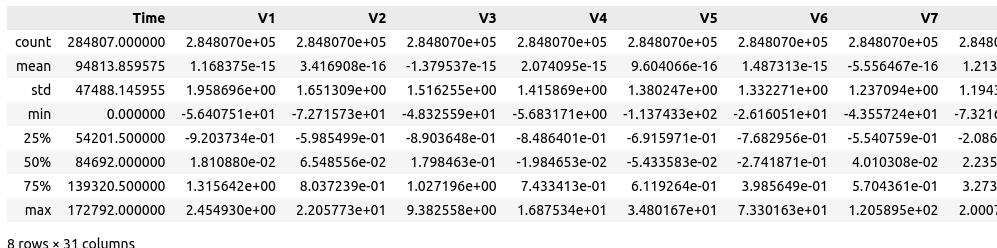 Time V1 V2 V3 V4 V5 V6 V7
count 284807.000000 2.848070e+05 2.848070e+05 2.848070e+05 2.848070e+05 2.848070e+05 2.848070e+05 2.848070e+05 2.8480
mean 94813.859575 1.168375e-15 3.416908e-16 -1.379537e-15 2.074095e-15 9.604066e-16 1.487313e-15 -5.556467e-16 1.213
std 47488.145955 1.958696e+00 1.651309e+00 1.516255e+00 1.415869e+00 1.380247e+00 1.332271e+00 1.237094e+00 1.1943
min 0.000000 -5.640751e+01 -7.271573e+01 -4.832559e+01 -5.683171e+00 -1.137433e+02 -2.616051e+01 -4.355724e+01 -7.3216
25% 54201.500000 -9.203734e-01 -5.985499e-01 -8.903648e-01 -8.486401e-01 -6.915971e-01 -7.682956e-01 -5.540759e-01 -2.086
50% 84692.000000 1.810880e-02 6.548556e-02 1.798463e-01 -1.984653e-02 -5.433583e-02 -2.741871e-01 4.010308e-02 2.235
75% 139320.500000 1.315642e+00 8.037239e-01 1.027196e+00 7.433413e-01 6.119264e-01 3.985649e-01 5.704361e-01 3.273
max 172792.000000 2.454930e+00 2.205773e+01 9.382558e+00 1.687534e+01 3.480167e+01 7.330163e+01 1.205895e+02 2.0007
8 rows × 31 columns